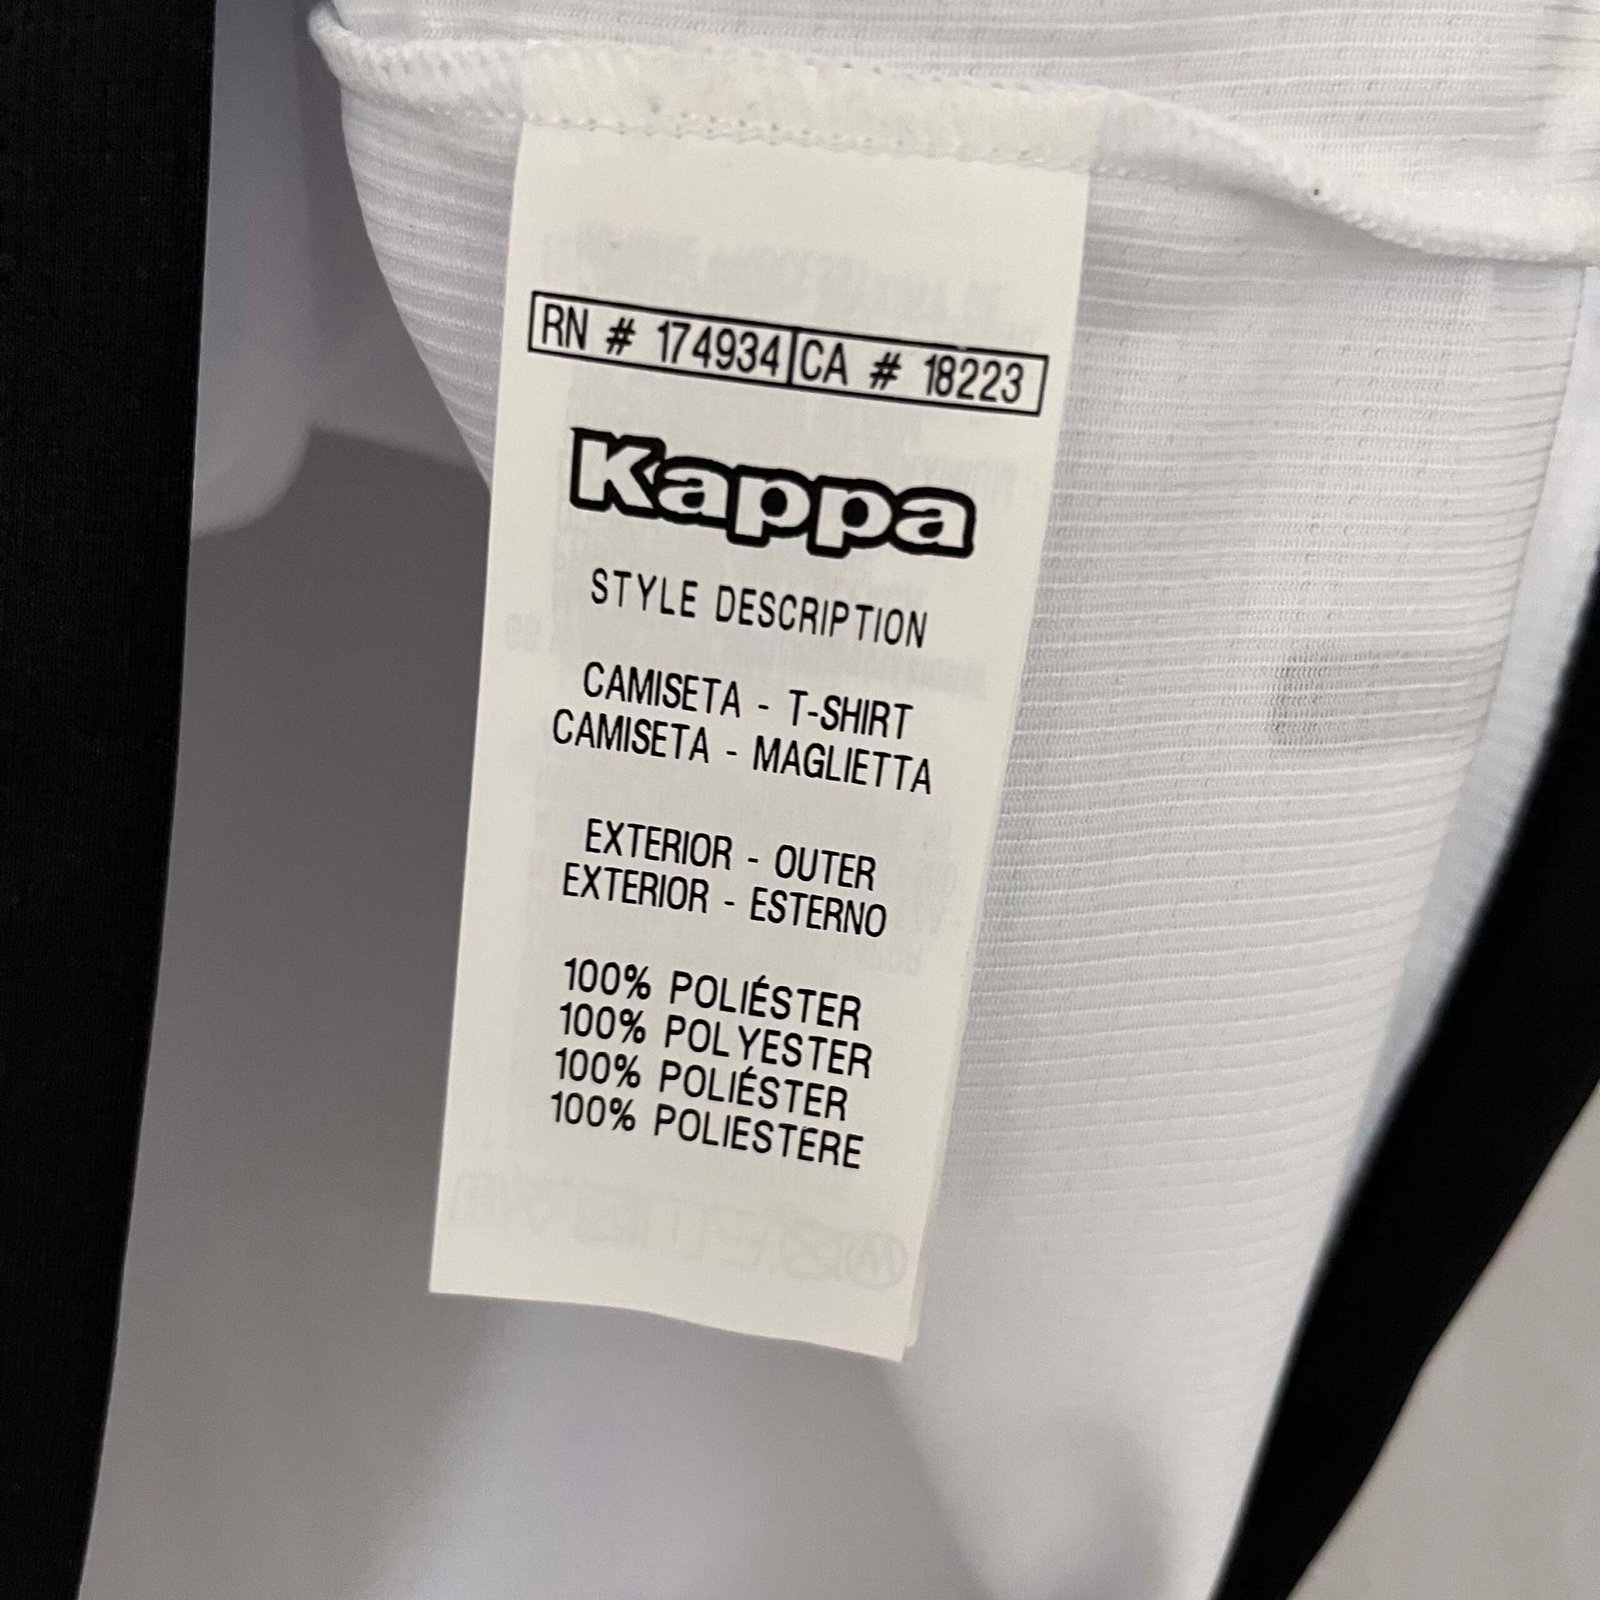 RN # 174934 CA # 18223
Kappa
STYLE DESCRIPTION
CAMISETA - T-SHIRT
CAMISETA - MAGLIETTA
EXTERIOR - OUTER
EXTERIOR - ESTERNO
100% POLIÉSTER
100% POLYESTER
100% POLIÉSTER
100% POLIESTERE